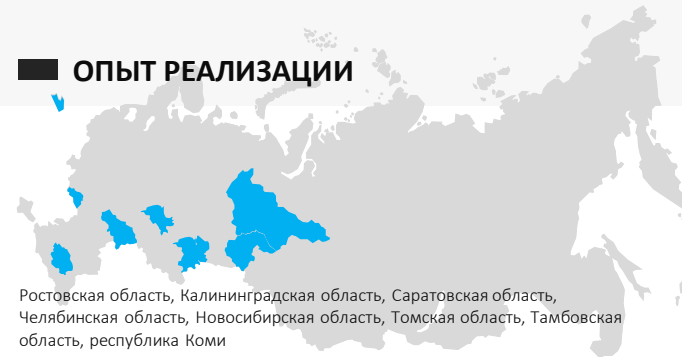 ОПЫТ РЕАЛИЗАЦИИ
Ростовская область, Калининградская область, Саратовская область,
Челябинская область, Новосибирская область, Томская область, Тамбовская
область, республика Коми